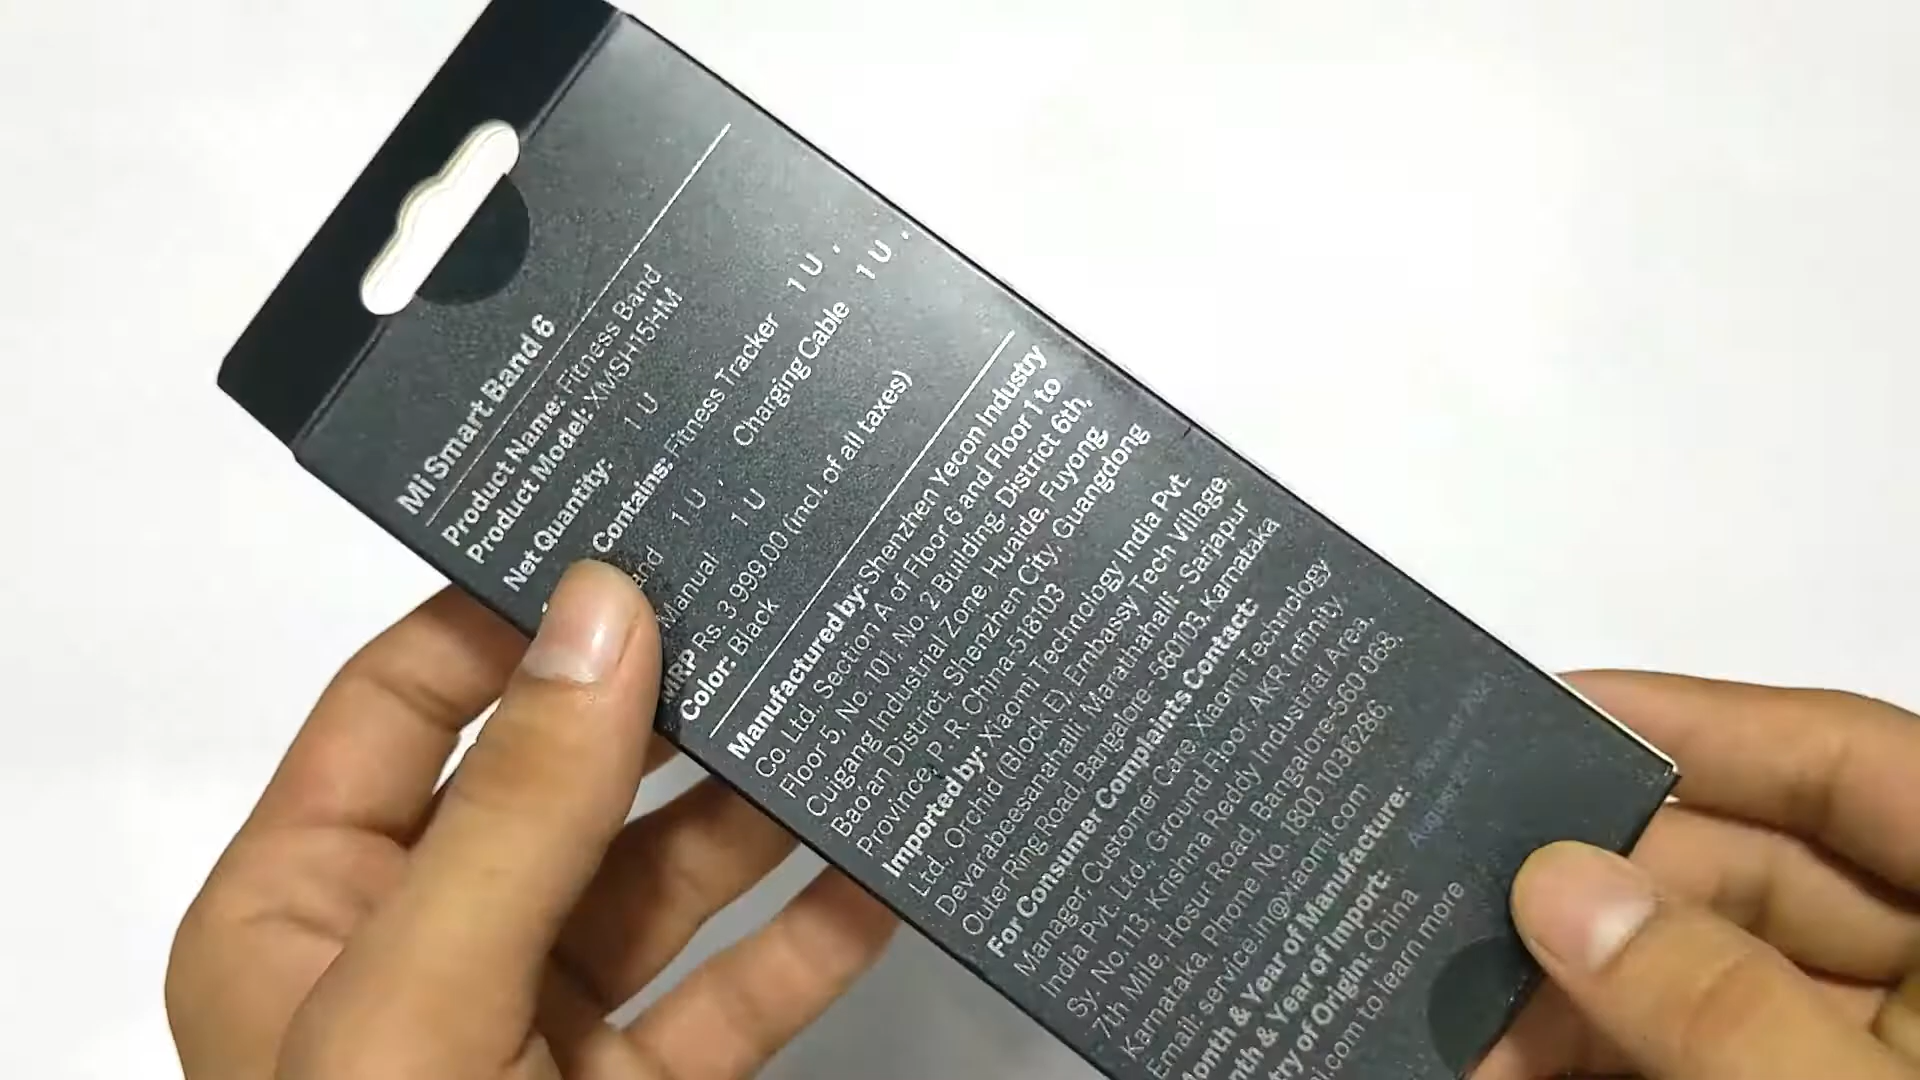 Mi Smart Band 6
Product Name: Fitness Band
Product Model: XMSH15HM
Net Quantity: 1 U
Contains: Fitness Tracker 1 U ,
1 U , Charging Cable 1 U ,
Manual 1 U
MRP Rs. 3,999.00 (incl. of all taxes)
Color: Black
Manufactured by: Shenzhen Yecon Industry
Co. Ltd., Section A of Floor 6 and Floor 1 to
Floor 5, No. 101, No. 2 Building, District 6th,
Cuigang Industrial Zone, Huaide, Fuyong
Bao'an District, Shenzhen City, Guangdong
Province, P. R. China-518103
Imported by: Xiaomi Technology India Pvt.
Ltd., Orchid (Block E), Embassy Tech Village,
Devarabeesanahalli, Marathahalli - Sarjapur
Outer Ring Road, Bangalore- 560103, Karnataka
For Consumer Complaints Contact:
Manager, Customer Care, Xiaomi Technology
India Pvt. Ltd., Ground Floor, AKR Infinity,
Sy. No.113, Krishna Reddy Industrial Area,
7th Mile, Hosur Road, Bangalore-560 068,
Karnataka, Phone No. 1800 1036286,
Email: service.in@xiaomi.com
Month & Year of Manufacture:
nth & Year of Import: August
try of Origin: China
.com to learn more